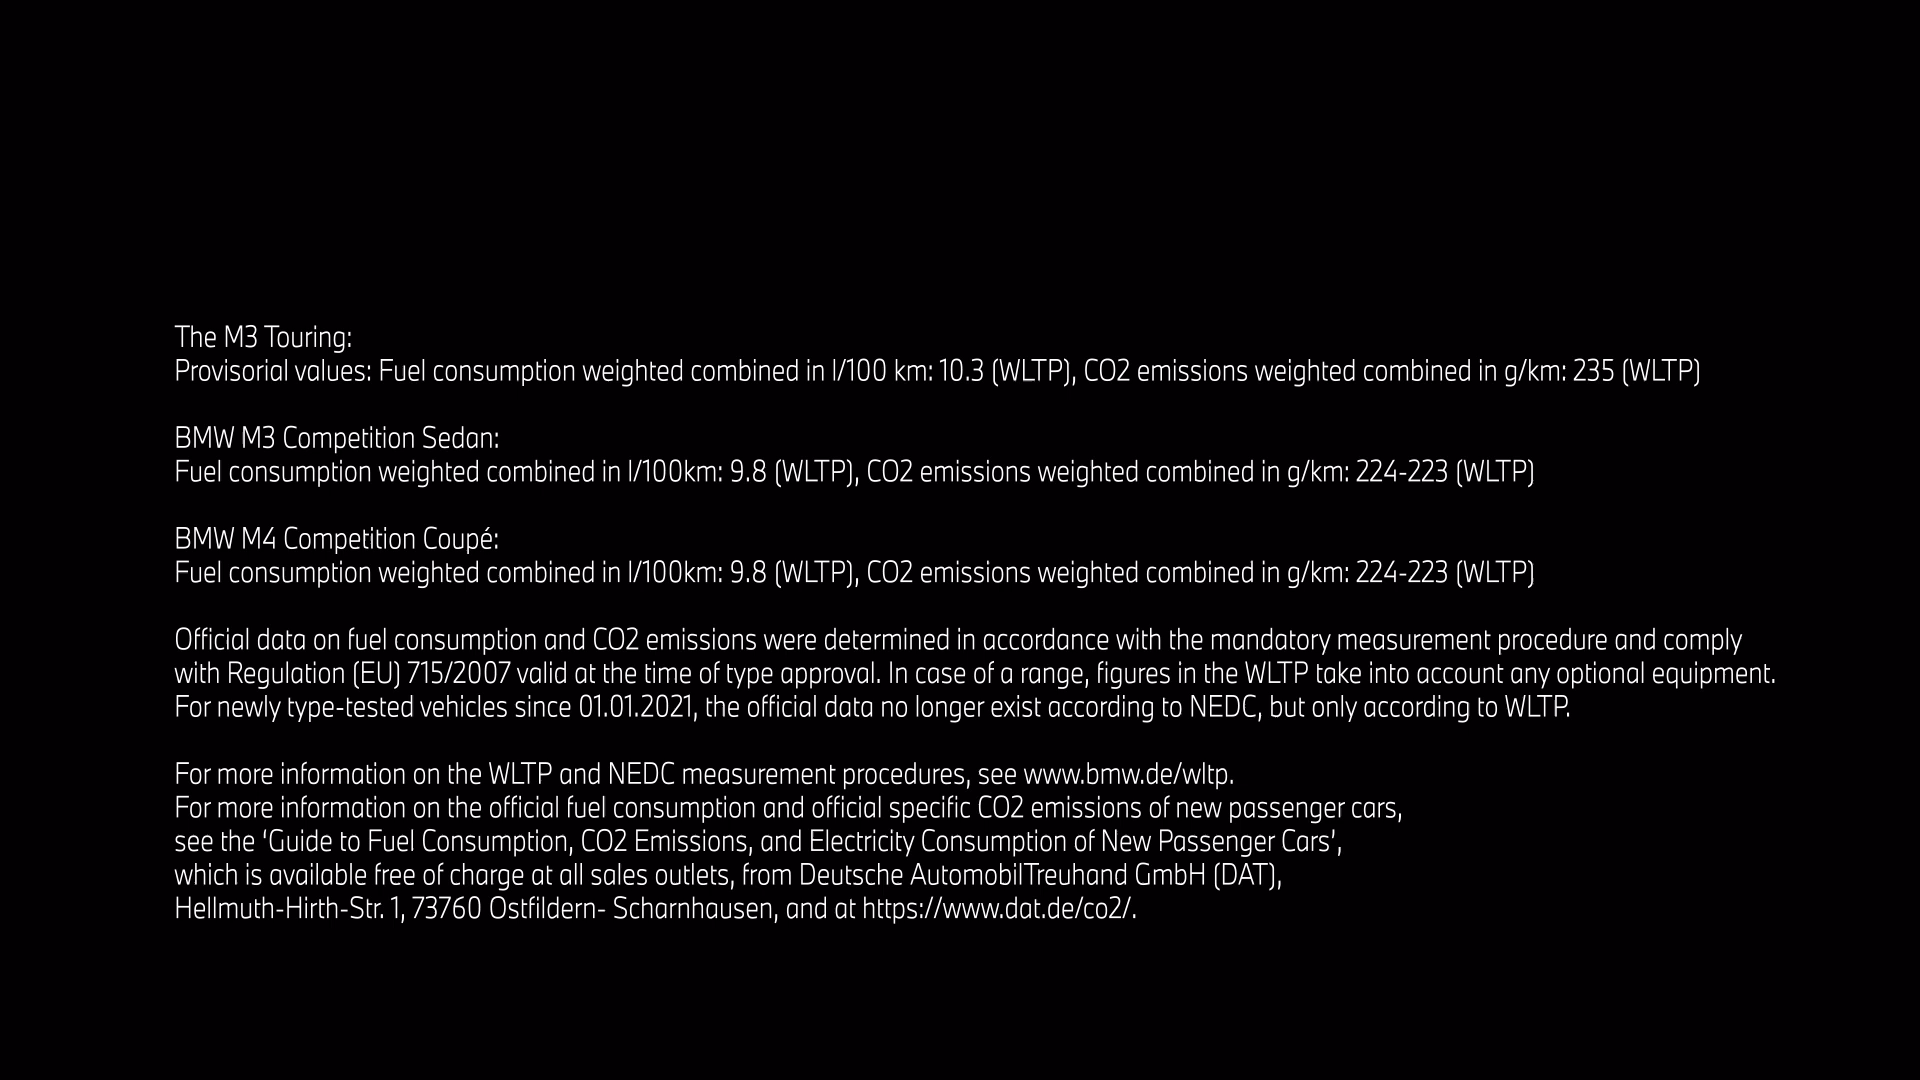 The M3 Touring:
Provisorial values: Fuel consumption weighted combined in l/100 km: 10.3 (WLTP), CO2 emissions weighted combined in g/km: 235 (WLTP)
BMW M3 Competition Sedan:
Fuel consumption weighted combined in l/100km: 9.8 (WLTP), CO2 emissions weighted combined in g/km: 224-223 (WLTP)
BMW M4 Competition Coupé:
Fuel consumption weighted combined in l/100km: 9.8 (WLTP), CO2 emissions weighted combined in g/km: 224-223 (WLTP)
Official data on fuel consumption and CO2 emissions were determined in accordance with the mandatory measurement procedure and comply
with Regulation (EU) 715/2007 valid at the time of type approval. In case of a range, figures in the WLTP take into account any optional equipment.
For newly type-tested vehicles since 01.01.2021, the official data no longer exist according to NEDC, but only according to WLTP.
For more information on the WLTP and NEDC measurement procedures, see www.bmw.de/wltp.
For more information on the official fuel consumption and official specific CO2 emissions of new passenger cars,
see the ‘Guide to Fuel Consumption, CO2 Emissions, and Electricity Consumption of New Passenger Cars’,
which is available free of charge at all sales outlets, from Deutsche AutomobilTreuhand GmbH (DAT),
Hellmuth-Hirth-Str. 1, 73760 Ostfildern- Scharnhausen, and at https://www.dat.de/co2/.